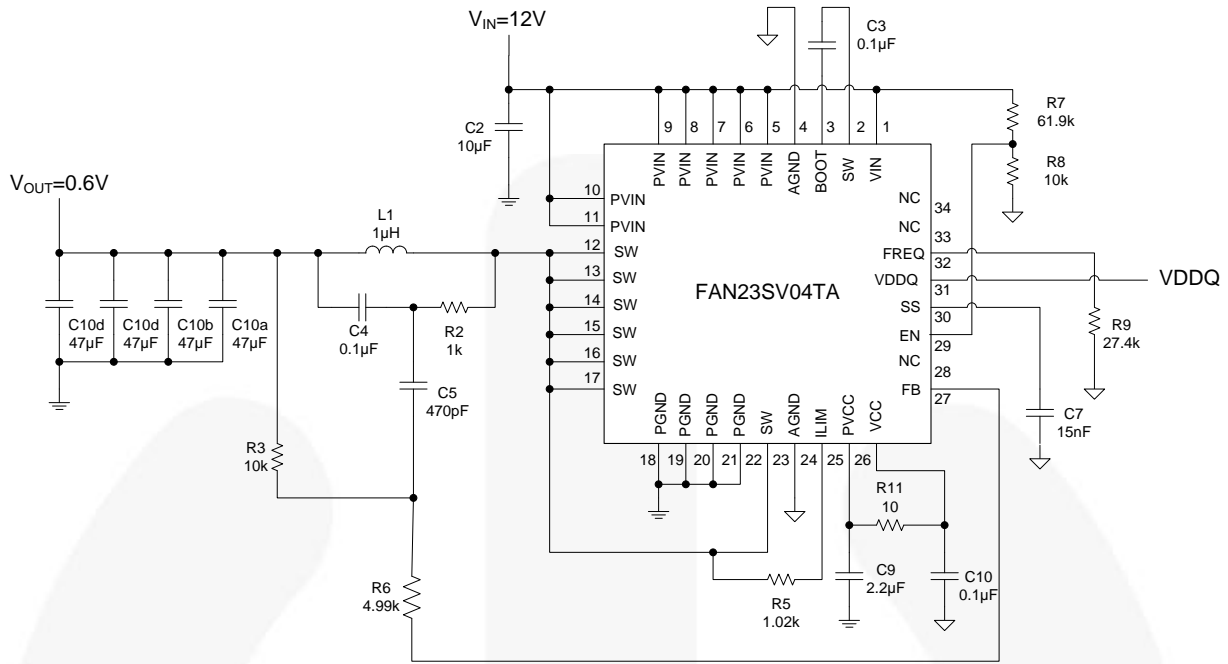 V_IN=12V
C3
0.1µF
R7
61.9k
R8
10k
C2
10µF
9 8 7 6 5 4 3 2 1
PVIN PVIN PVIN PVIN PVIN AGND BOOT SW VIN
V_OUT=0.6V
L1
1µH
10 PVIN
11 PVIN
12 SW
13 SW
14 SW
15 SW
16 SW
17 SW
FAN23SV04TA
NC 34
NC 33
FREQ 32
VDDQ 31
SS 30
EN 29
NC 28
FB 27
VDDQ
R9
27.4k
C7
15nF
C10d
47µF
C10d
47µF
C10b
47µF
C10a
47µF
C4
0.1µF
R2
1k
C5
470pF
R3
10k
PGND PGND PGND PGND SW AGND ILIM PVCC VCC
18 19 20 21 22 23 24 25 26
R11
10
C9
2.2µF
C10
0.1µF
R6
4.99k
R5
1.02k